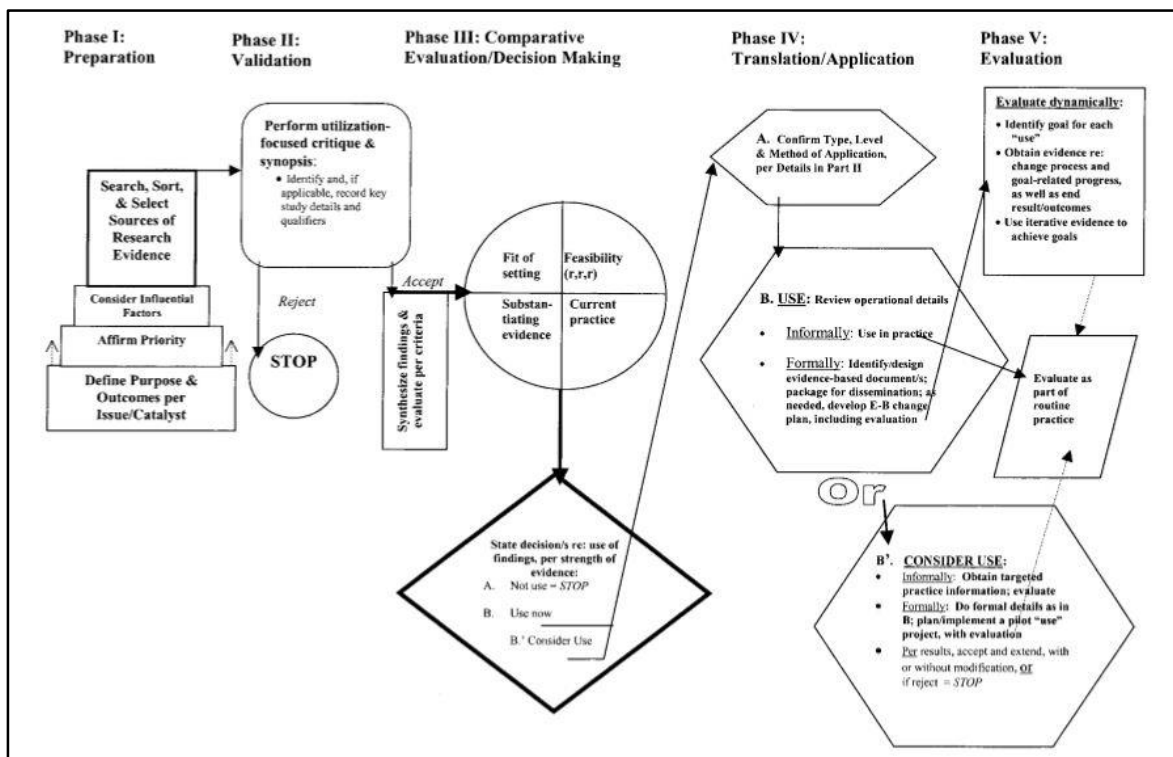 Phase I:
Preparation
Phase II:
Validation
Phase III: Comparative
Evaluation/Decision Making
Phase IV:
Translation/Application
Phase V:
Evaluation
Search, Sort,
& Select
Sources of
Research
Evidence
Consider Influential
Factors
Affirm Priority
Define Purpose &
Outcomes per
Issue/Catalyst
Perform utilization-
focused critique &
synopsis:
• Identify and, if
applicable, record key
study details and
qualifiers
Reject
STOP
Accept
Synthesize findings &
evaluate per criteria
Fit of
setting
Feasibility
(r,r,r)
Substan-
tiating
evidence
Current
practice
State decision/s re: use of
findings, per strength of
evidence:
A. Not use = STOP
B. Use now
B.' Consider Use
A. Confirm Type, Level
& Method of Application,
per Details in Part II
B. USE: Review operational details
• Informally: Use in practice
• Formally: Identify/design
evidence-based document/s;
package for dissemination; as
needed, develop E-B change
plan, including evaluation
Or
B'. CONSIDER USE:
• Informally: Obtain targeted
practice information; evaluate
• Formally: Do formal details as in
B; plan/implement a pilot “use”
project, with evaluation
• Per results, accept and extend, with
or without modification, or
if reject = STOP
Evaluate dynamically:
• Identify goal for each
“use”
• Obtain evidence re:
change process and
goal-related progress,
as well as end
result/outcomes
• Use iterative evidence to
achieve goals
Evaluate as
part of
routine
practice